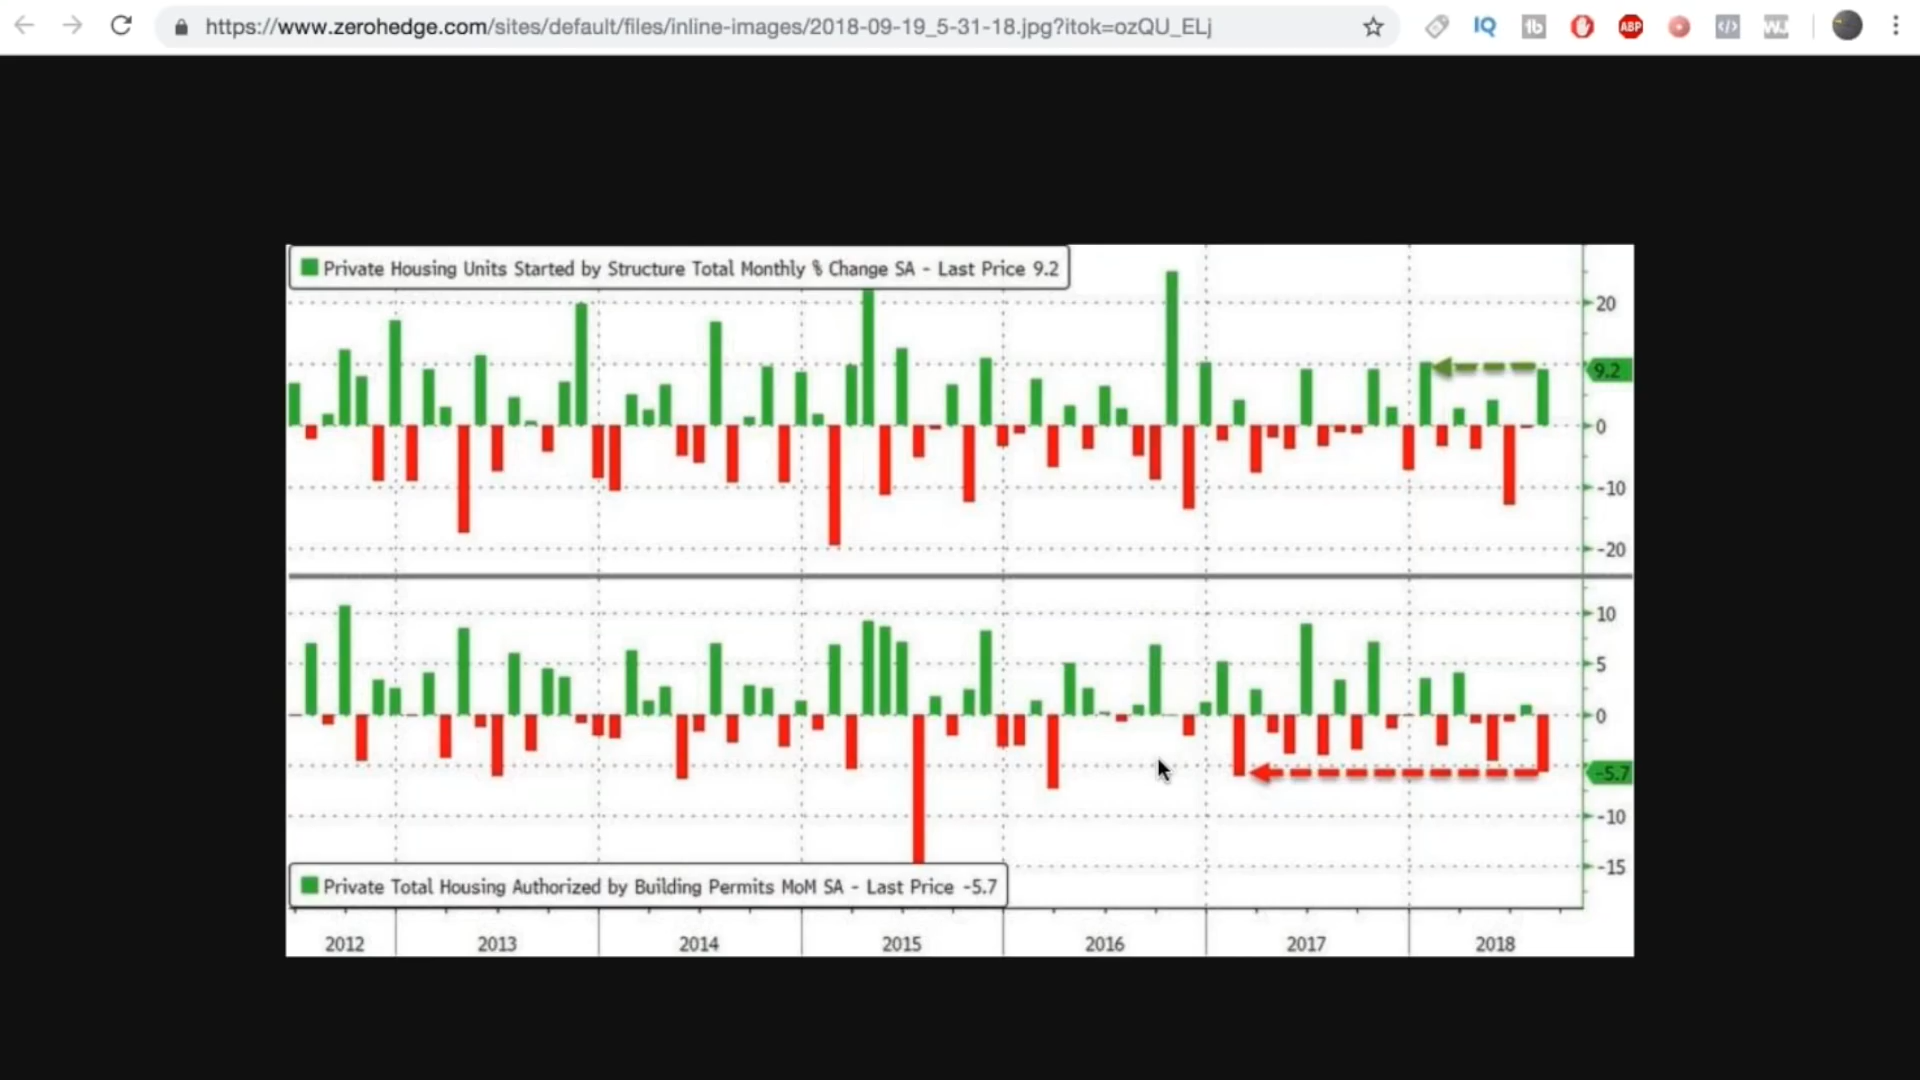 https://www.zerohedge.com/sites/default/files/inline-images/2018-09-19_5-31-18.jpg?itok=ozQU_ELj
IQ
tb
ABP
</>
WJ
Private Housing Units Started by Structure Total Monthly % Change SA - Last Price 9.2
20
9.2
0
-10
-20
10
5
0
-5.7
-10
-15
Private Total Housing Authorized by Building Permits MoM SA - Last Price -5.7
2012 2013 2014 2015 2016 2017 2018